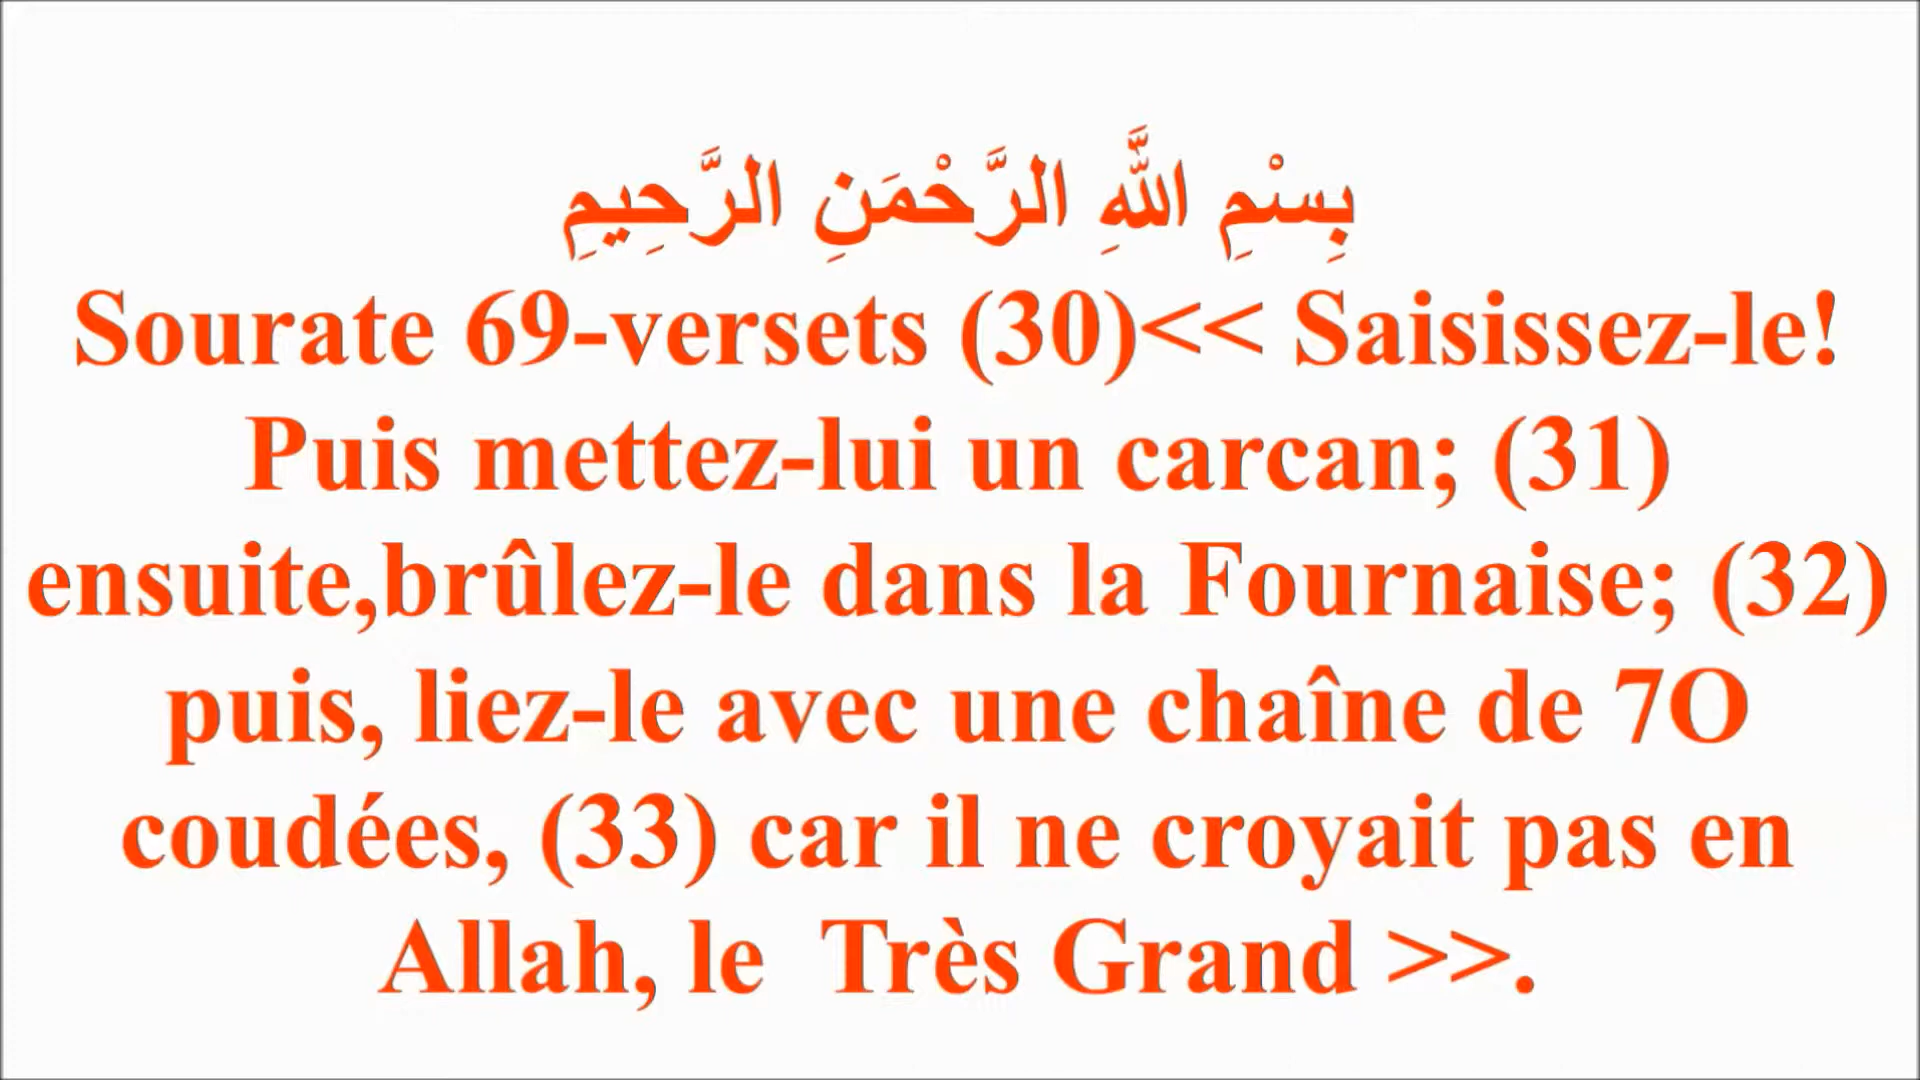 بِسْمِ اللَّهِ الرَّحْمَنِ الرَّحِيمِ
Sourate 69-versets (30)<< Saisissez-le!
Puis mettez-lui un carcan; (31)
ensuite,brûlez-le dans la Fournaise; (32)
puis, liez-le avec une chaîne de 7O
coudées, (33) car il ne croyait pas en
Allah, le  Très Grand >>.